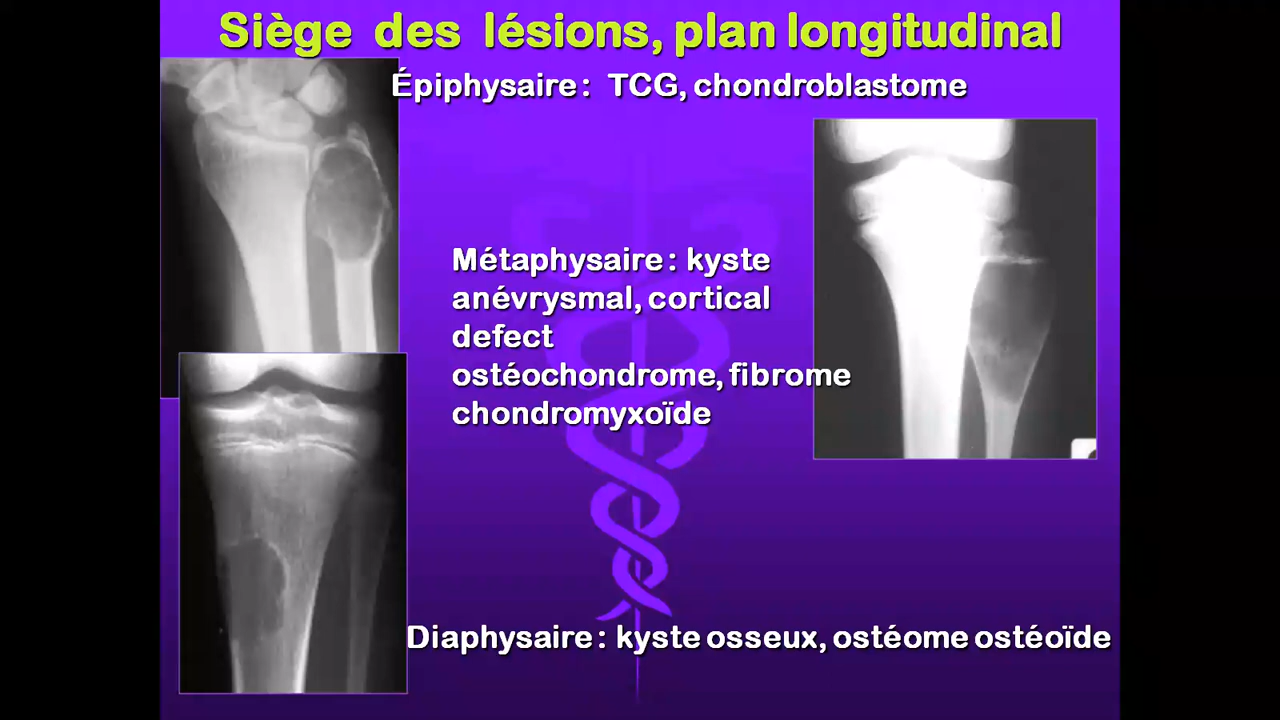 Siège des lésions, plan longitudinal
Épiphysaire : TCG, chondroblastome
Métaphysaire : kyste
anévrysmal, cortical
defect
ostéochondrome, fibrome
chondromyxoïde
Diaphysaire : kyste osseux, ostéome ostéoïde